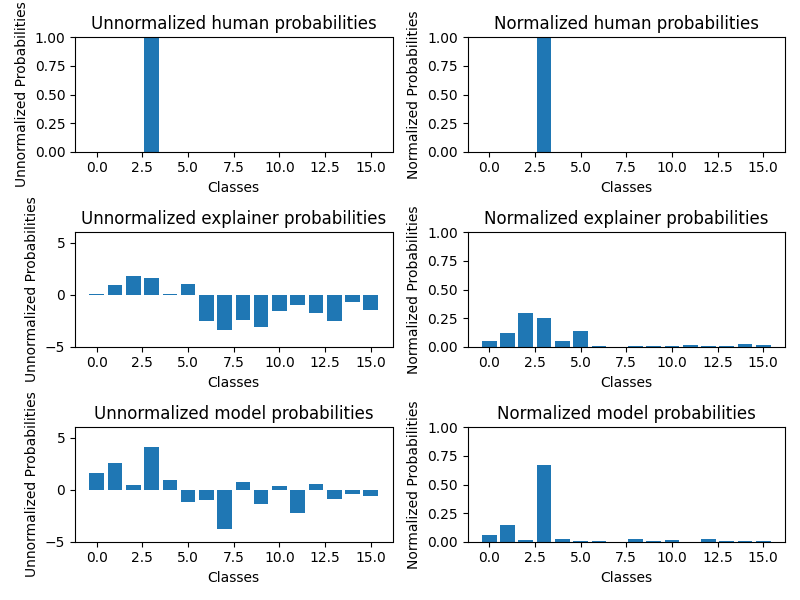 Unnormalized human probabilities
Unnormalized Probabilities
1.00
0.75
0.50
0.25
0.00
0.0 2.5 5.0 7.5 10.0 12.5 15.0
Classes
Normalized human probabilities
Normalized Probabilities
1.00
0.75
0.50
0.25
0.00
0.0 2.5 5.0 7.5 10.0 12.5 15.0
Classes
Unnormalized explainer probabilities
Unnormalized Probabilities
5
0
−5
0.0 2.5 5.0 7.5 10.0 12.5 15.0
Classes
Normalized explainer probabilities
Normalized Probabilities
1.00
0.75
0.50
0.25
0.00
0.0 2.5 5.0 7.5 10.0 12.5 15.0
Classes
Unnormalized model probabilities
Unnormalized Probabilities
5
0
−5
0.0 2.5 5.0 7.5 10.0 12.5 15.0
Classes
Normalized model probabilities
Normalized Probabilities
1.00
0.75
0.50
0.25
0.00
0.0 2.5 5.0 7.5 10.0 12.5 15.0
Classes